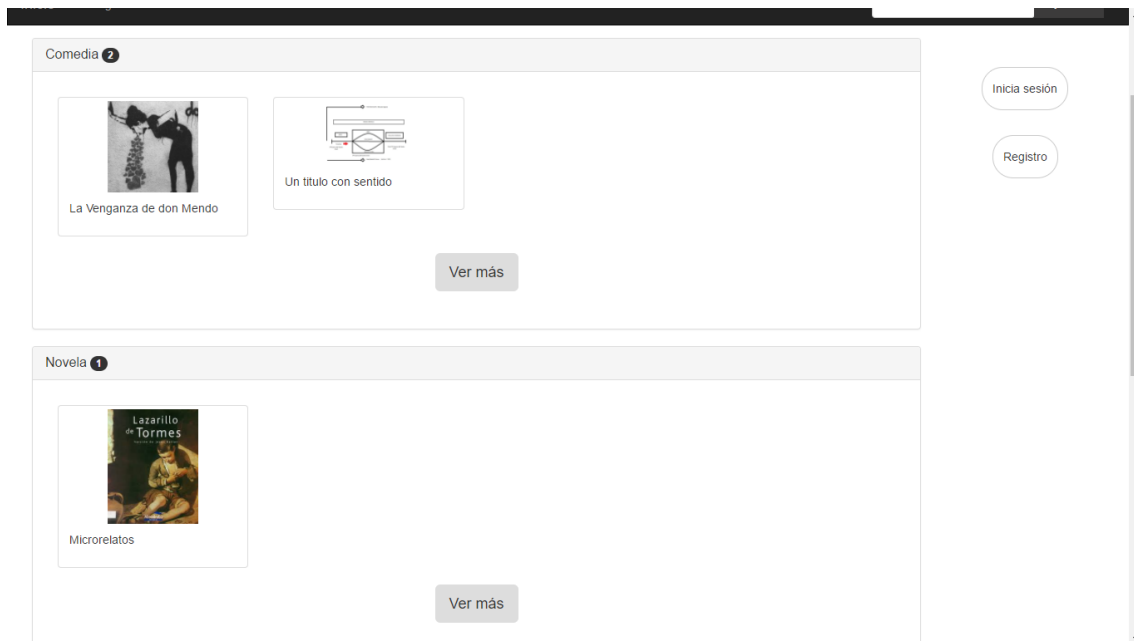 Comedia 2
Inicia sesión
Registro
La Venganza de don Mendo
Un titulo con sentido
Ver más
Novela 1
Lazarillo
de Tormes
Microrelatos
Ver más